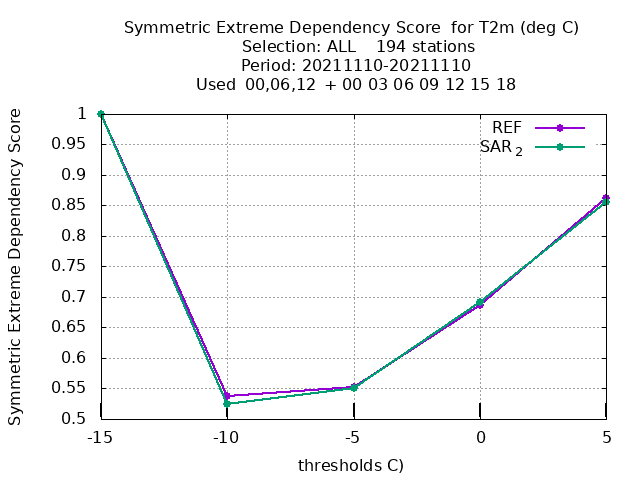 Symmetric Extreme Dependency Score  for T2m (deg C)
Selection: ALL    194 stations
Period: 20211110-20211110
Used  00,06,12  + 00 03 06 09 12 15 18
Symmetric Extreme Dependency Score
1
0.95
0.9
0.85
0.8
0.75
0.7
0.65
0.6
0.55
0.5
REF
SAR 2
-15 -10 -5 0 5
thresholds C)